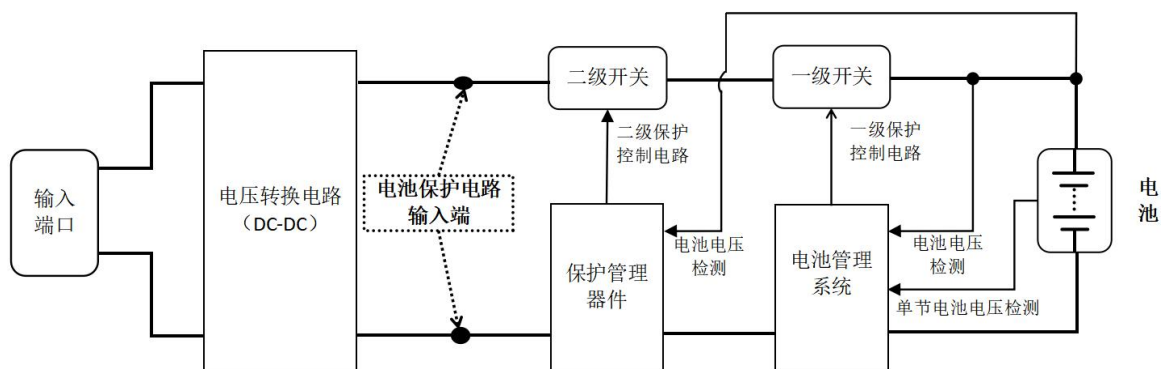 输入
端口
电压转换电路
（DC-DC）
电池保护电路
输入端
二级开关
一级开关
二级保护
控制电路
一级保护
控制电路
保护管理
器件
电池电压
检测
电池管理
系统
电池电压
检测
单节电池电压检测
电
池